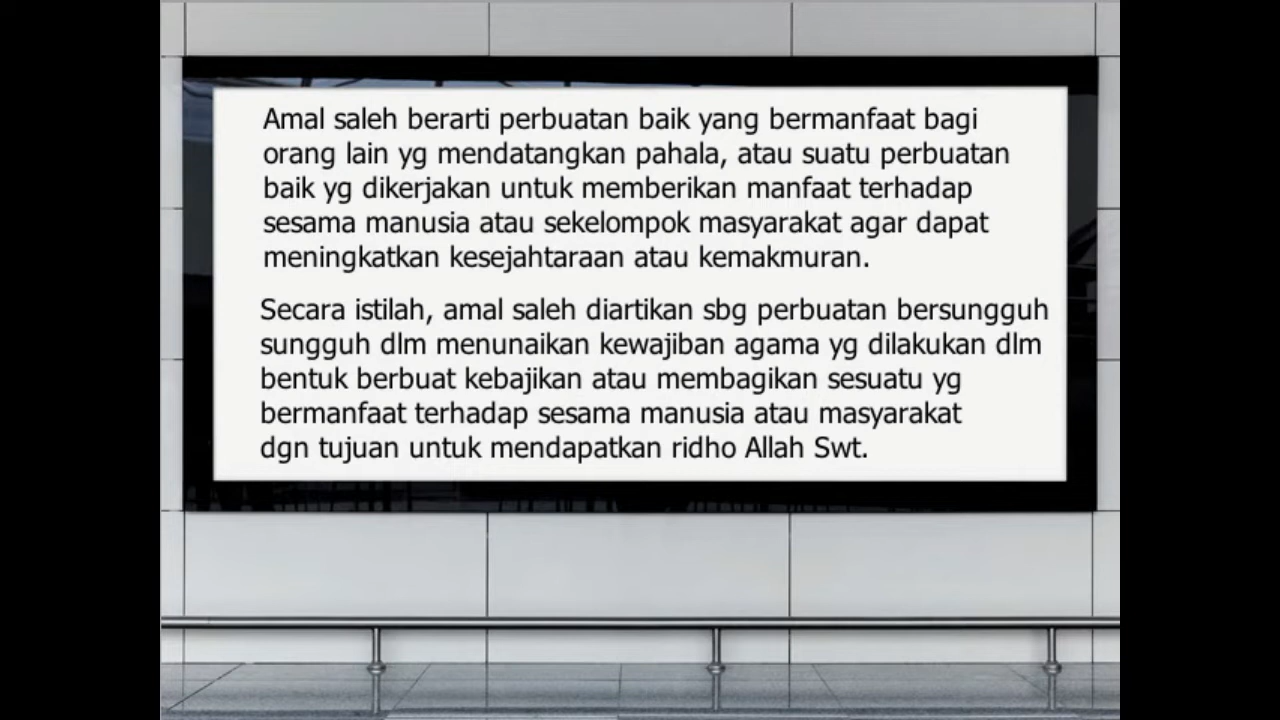 Amal saleh berarti perbuatan baik yang bermanfaat bagi
orang lain yg mendatangkan pahala, atau suatu perbuatan
baik yg dikerjakan untuk memberikan manfaat terhadap
sesama manusia atau sekelompok masyarakat agar dapat
meningkatkan kesejahtaraan atau kemakmuran.
Secara istilah, amal saleh diartikan sbg perbuatan bersungguh
sungguh dlm menunaikan kewajiban agama yg dilakukan dlm
bentuk berbuat kebajikan atau membagikan sesuatu yg
bermanfaat terhadap sesama manusia atau masyarakat
dgn tujuan untuk mendapatkan ridho Allah Swt.